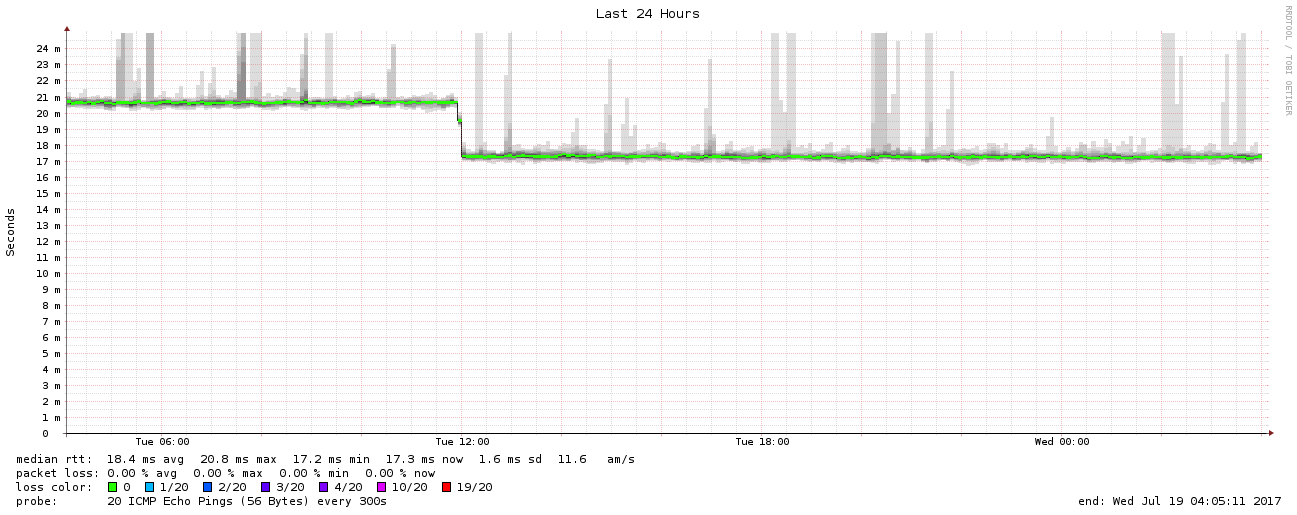 Last 24 Hours
RRDTOOL / TOBI OETIKER
Seconds
24 m
23 m
22 m
21 m
20 m
19 m
18 m
17 m
16 m
15 m
14 m
13 m
12 m
11 m
10 m
9 m
8 m
7 m
6 m
5 m
4 m
3 m
2 m
1 m
0
Tue 06:00 Tue 12:00 Tue 18:00 Wed 00:00
median rtt: 18.4 ms avg 20.8 ms max 17.2 ms min 17.3 ms now 1.6 ms sd 11.6 am/s
packet loss: 0.00 % avg 0.00 % max 0.00 % min 0.00 % now
loss color: 0 1/20 2/20 3/20 4/20 10/20 19/20
probe: 20 ICMP Echo Pings (56 Bytes) every 300s end: Wed Jul 19 04:05:11 2017